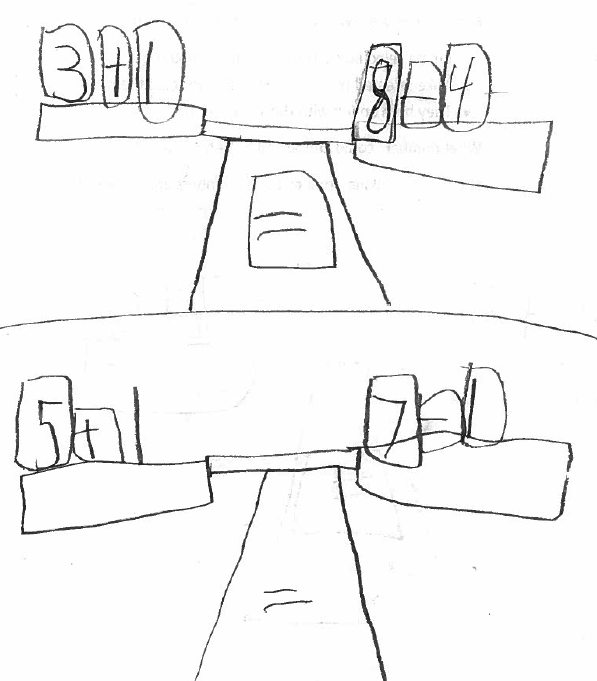 3+1 8-4
=
5+1 7-1
=